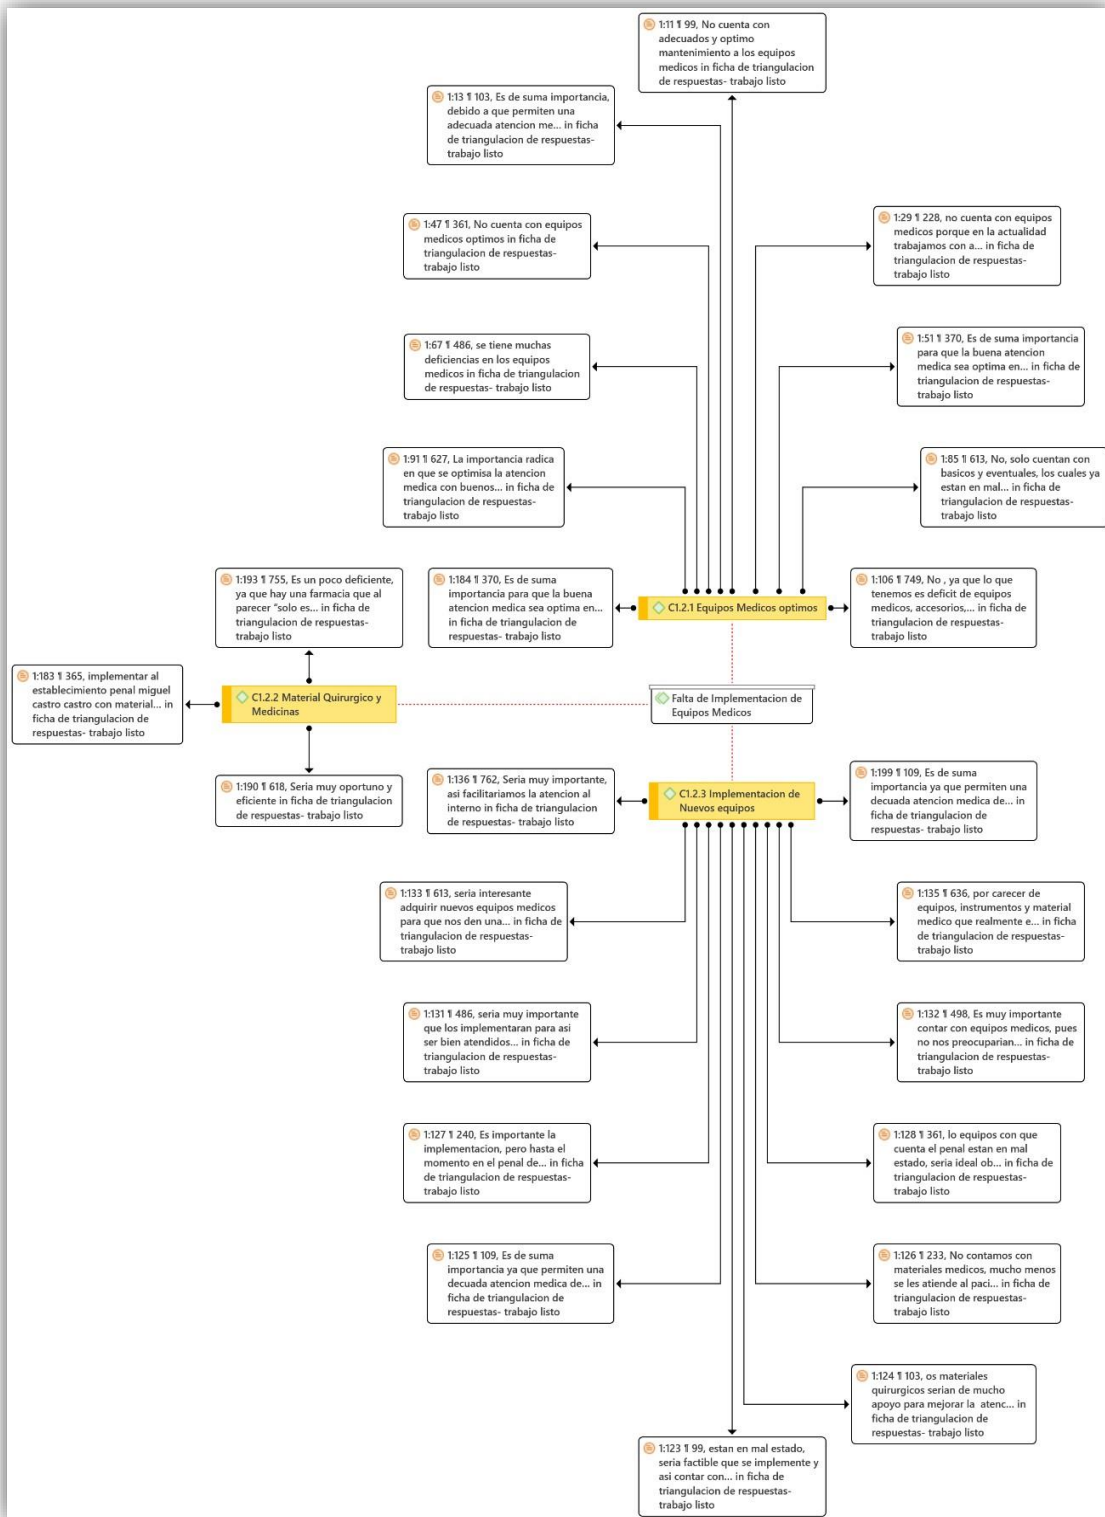 1:11 ¶ 99, No cuenta con
adecuados y optimo
mantenimiento a los equipos
medicos in ficha de triangulacion
de respuestas- trabajo listo
1:13 ¶ 103, Es de suma importancia,
debido a que permiten una
adecuada atencion me... in ficha
de triangulacion de respuestas-
trabajo listo
1:47 ¶ 361, No cuenta con equipos
medicos optimos in ficha de
triangulacion de respuestas-
trabajo listo
1:29 ¶ 228, no cuenta con equipos
medicos porque en la actualidad
trabajamos con a... in ficha de
triangulacion de respuestas-
trabajo listo
1:67 ¶ 486, se tiene muchas
deficiencias en los equipos
medicos in ficha de triangulacion
de respuestas- trabajo listo
1:51 ¶ 370, Es de suma importancia
para que la buena atencion
medica sea optima en... in ficha de
triangulacion de respuestas-
trabajo listo
1:91 ¶ 627, La importancia radica
en que se optimisa la atencion
medica con buenos... in ficha de
triangulacion de respuestas-
trabajo listo
1:85 ¶ 613, No, solo cuentan con
basicos y eventuales, los cuales ya
estan en mal... in ficha de
triangulacion de respuestas-
trabajo listo
1:193 ¶ 755, Es un poco deficiente,
ya que hay una farmacia que al
parecer "solo es... in ficha de
triangulacion de respuestas-
trabajo listo
1:184 ¶ 370, Es de suma
importancia para que la buena
atencion medica sea optima en...
in ficha de triangulacion de
respuestas- trabajo listo
C1.2.1 Equipos Medicos optimos
1:106 ¶ 749, No , ya que lo que
tenemos es deficit de equipos
medicos, accesorios,... in ficha de
triangulacion de respuestas-
trabajo listo
1:183 ¶ 365, implementar al
establecimiento penal miguel
castro castro con material... in
ficha de triangulacion de
respuestas- trabajo listo
C1.2.2 Material Quirurgico y
Medicinas
Falta de Implementacion de
Equipos Medicos
1:190 ¶ 618, Seria muy oportuno y
eficiente in ficha de triangulacion
de respuestas- trabajo listo
1:136 ¶ 762, Seria muy importante,
asi facilitariamos la atencion al
interno in ficha de triangulacion
de respuestas- trabajo listo
C1.2.3 Implementacion de
Nuevos equipos
1:199 ¶ 109, Es de suma
importancia ya que permiten una
decuada atencion medica de... in
ficha de triangulacion de
respuestas- trabajo listo
1:133 ¶ 613, seria interesante
adquirir nuevos equipos medicos
para que nos den una... in ficha de
triangulacion de respuestas-
trabajo listo
1:135 ¶ 636, por carecer de
equipos, instrumentos y material
medico que realmente e... in ficha
de triangulacion de respuestas-
trabajo listo
1:131 ¶ 486, seria muy importante
que los implementaran para asi
ser bien atendidos... in ficha de
triangulacion de respuestas-
trabajo listo
1:132 ¶ 498, Es muy importante
contar con equipos medicos, pues
no nos preocuparian... in ficha de
triangulacion de respuestas-
trabajo listo
1:127 ¶ 240, Es importante la
implementacion, pero hasta el
momento en el penal de... in ficha
de triangulacion de respuestas-
trabajo listo
1:128 ¶ 361, lo equipos con que
cuenta el penal estan en mal
estado, seria ideal ob... in ficha de
triangulacion de respuestas-
trabajo listo
1:125 ¶ 109, Es de suma
importancia ya que permiten una
decuada atencion medica de... in
ficha de triangulacion de
respuestas- trabajo listo
1:126 ¶ 233, No contamos con
materiales medicos, mucho menos
se les atiende al paci... in ficha de
triangulacion de respuestas-
trabajo listo
1:124 ¶ 103, os materiales
quirurgicos serian de mucho
apoyo para mejorar la atenc... in
ficha de triangulacion de
respuestas- trabajo listo
1:123 ¶ 99, estan en mal estado,
seria factible que se implemente y
asi contar con... in ficha de
triangulacion de respuestas-
trabajo listo